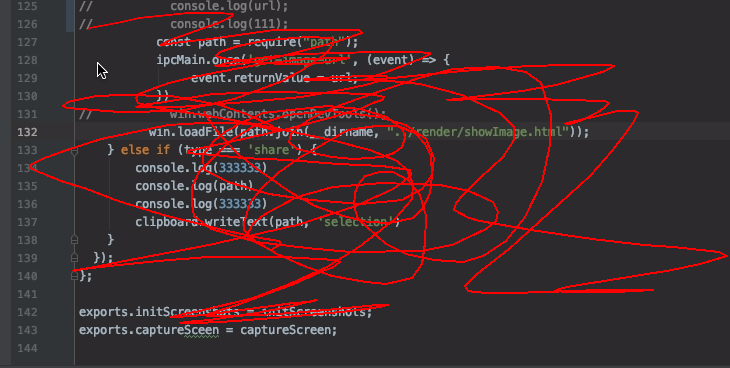 125 //           console.log(url);
126 //           console.log(111);
127            const path = require("path");
128            ipcMain.once( url', (event) => {
129                event.returnValue = url;
130            })
131 //           win.webContents.openDevTools();
132           win.loadFile(path.join(__dirname, "../render/showImage.html"));
133     } else if (type === 'share') {
134         console.log(333333)
135         console.log(path)
136         console.log(333333)
137         clipboard.writeText(path, 'selection')
138     }
139   });
140 };
141
142 exports.initScreenshots = initScreenshots;
143 exports.captureSceen = captureScreen;
144